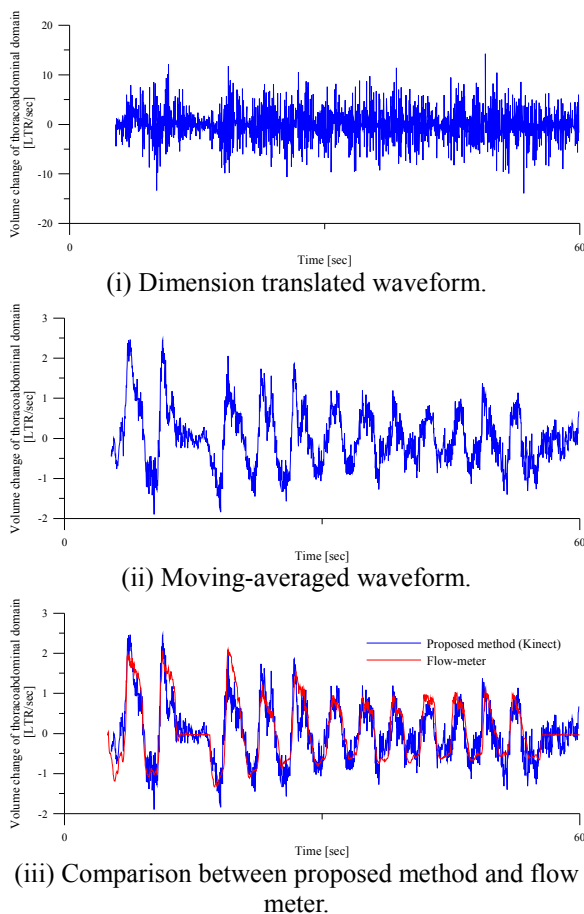 Volume change of thoracoabdominal domain
[LTR/sec]
20
10
0
-10
-20
0
60
Time [sec]
(i) Dimension translated waveform.
Volume change of thoracoabdominal domain
[LTR/sec]
3
2
1
0
-1
-2
0
60
Time [sec]
(ii) Moving-averaged waveform.
Volume change of thoracoabdominal domain
[LTR/sec]
3
2
1
0
-1
-2
Proposed method (Kinect)
Flow-meter
0
60
Time [sec]
(iii) Comparison between proposed method and flow
meter.